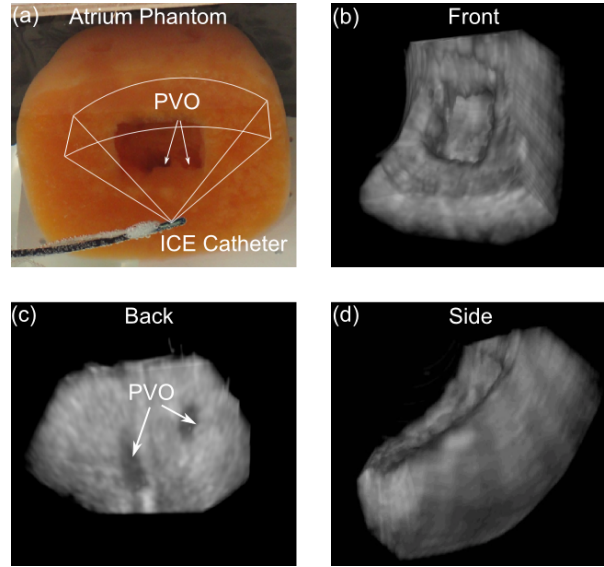 (a) Atrium Phantom
PVO
ICE Catheter
(b) Front
(c) Back
PVO
(d) Side